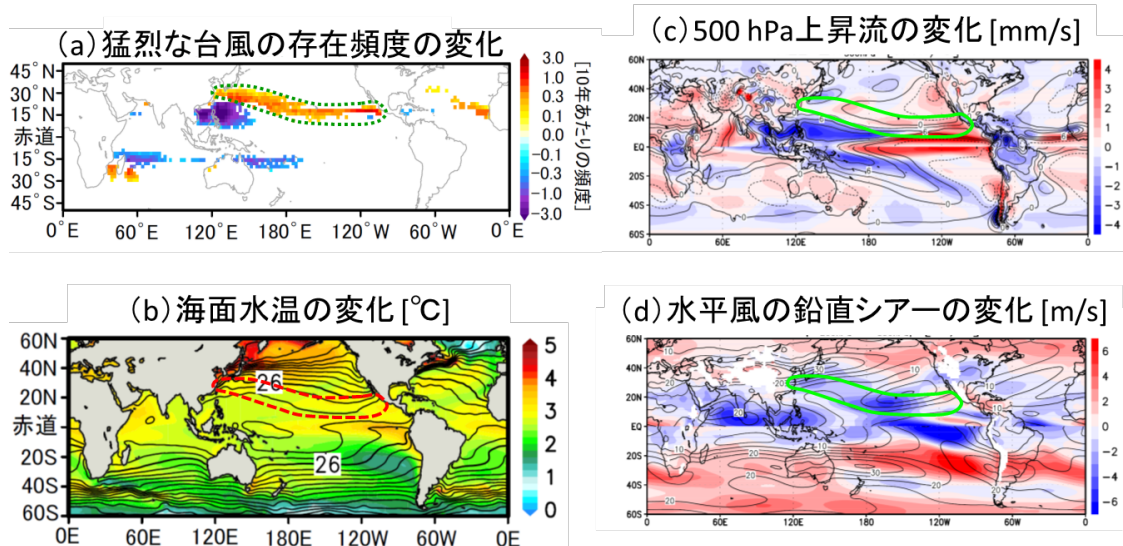 (a)猛烈な台風の存在頻度の変化
45°N
30°N
15°N
赤道
15°S
30°S
45°S
0°E 60°E 120°E 180°E 120°W 60°W 0°E
3.0
1.0
0.3
0.1
0.0
-0.1
-0.3
-1.0
-3.0
[10年あたりの頻度]
(c)500 hPa上昇流の変化 [mm/s]
60N
40N
20N
EQ
20S
40S
60S
0 60E 120E 180 120W 60W 0
4
3
2
1
0
-1
-2
-3
-4
(b)海面水温の変化 [℃]
60N
40N
20N
赤道
20S
40S
60S
0E 60E 120E 180E 120W 60W 0E
26
26
5
4
3
2
1
0
(d)水平風の鉛直シアーの変化 [m/s]
60N
40N
20N
EQ
20S
40S
60S
0 60E 120E 180 120W 60W 0
6
4
2
0
-2
-4
-6